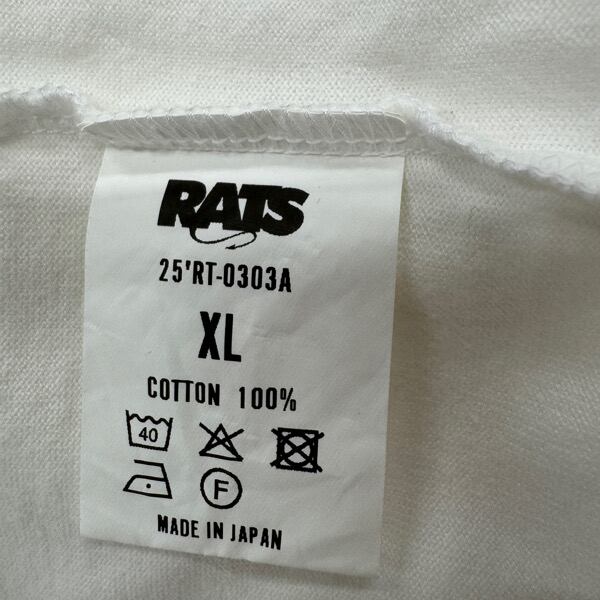 RATS
25'RT-0303A
XL
COTTON 100%
40
F
MADE IN JAPAN